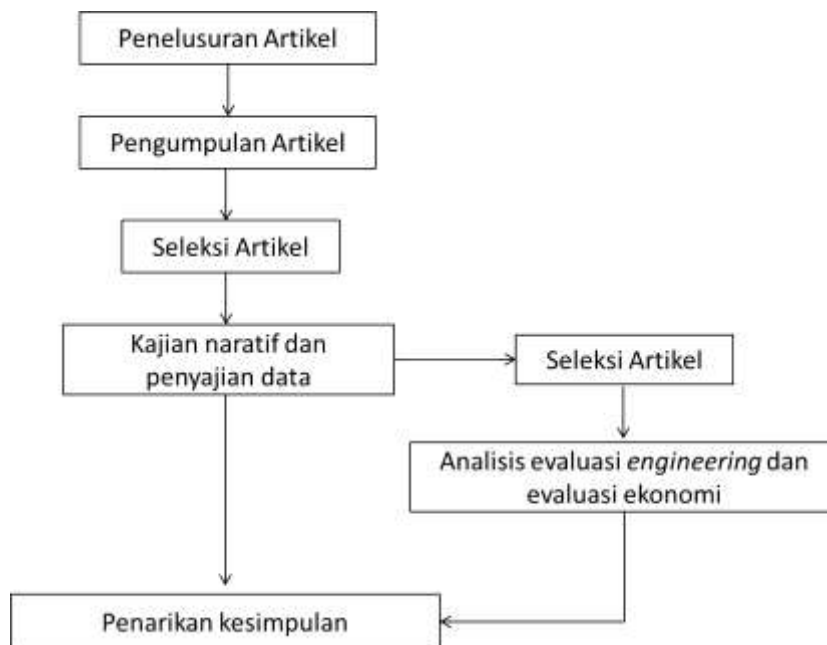 Penelusuran Artikel
Pengumpulan Artikel
Seleksi Artikel
Kajian naratif dan
penyajian data
Seleksi Artikel
Analisis evaluasi engineering dan
evaluasi ekonomi
Penarikan kesimpulan